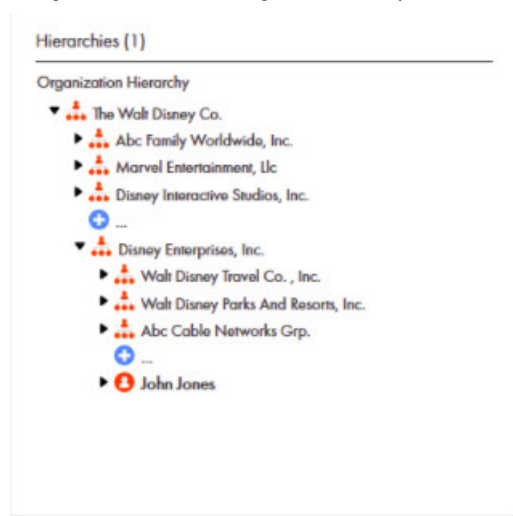 Hierarchies (1)
Organization Hierarchy
The Walt Disney Co.
Abc Family Worldwide, Inc.
Marvel Entertainment, Llc
Disney Interactive Studios, Inc.
...
Disney Enterprises, Inc.
Walt Disney Travel Co. , Inc.
Walt Disney Parks And Resorts, Inc.
Abc Cable Networks Grp.
...
John Jones